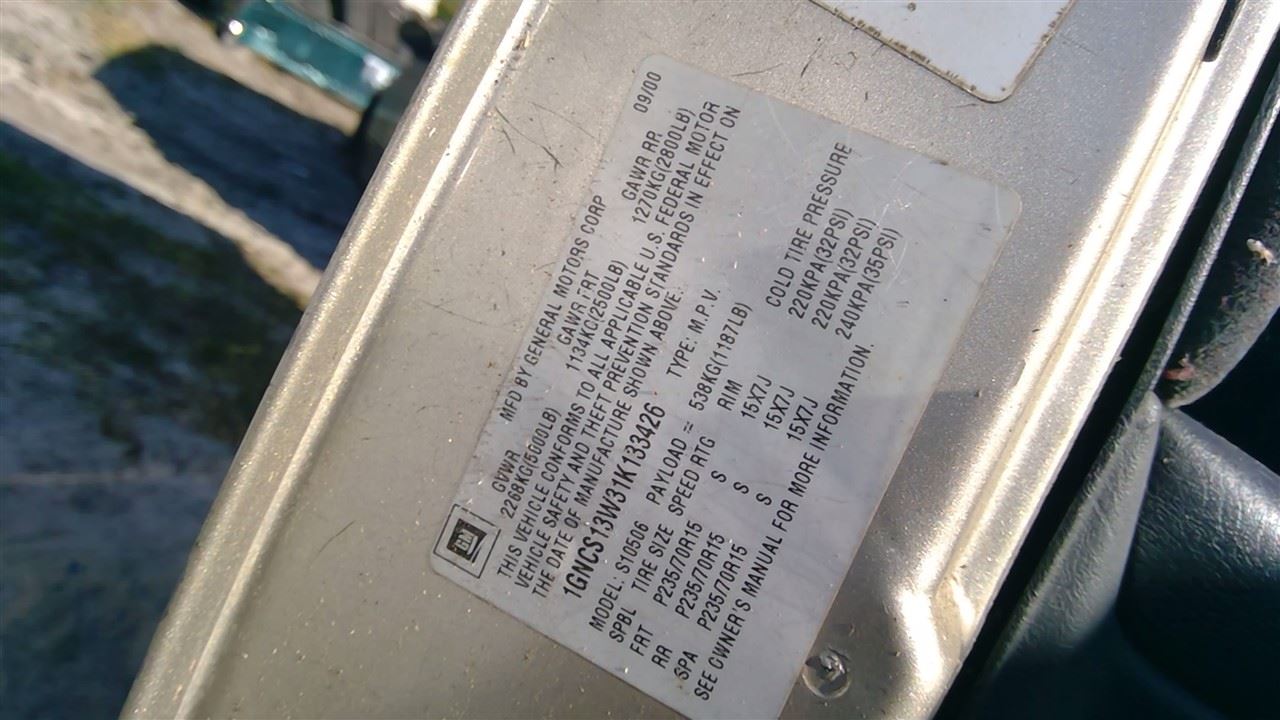 GM
MFD BY GENERAL MOTORS CORP 09/00
GVWR GAWR FRT GAWR RR
2268KG(5000LB) 1134KG(2500LB) 1270KG(2800LB)
THIS VEHICLE CONFORMS TO ALL APPLICABLE U.S. FEDERAL MOTOR
VEHICLE SAFETY AND THEFT PREVENTION STANDARDS IN EFFECT ON
THE DATE OF MANUFACTURE SHOWN ABOVE.
1GNCS13W31K133426 TYPE: M.P.V.
MODEL: S10506 PAYLOAD = 538KG(1187LB)
SPBL TIRE SIZE SPEED RTG RIM COLD TIRE PRESSURE
FRT P235/70R15 S 15X7J 220KPA(32PSI)
RR P235/70R15 S 15X7J 220KPA(32PSI)
SPA P235/70R15 S 15X7J 240KPA(35PSI)
SEE OWNER'S MANUAL FOR MORE INFORMATION.